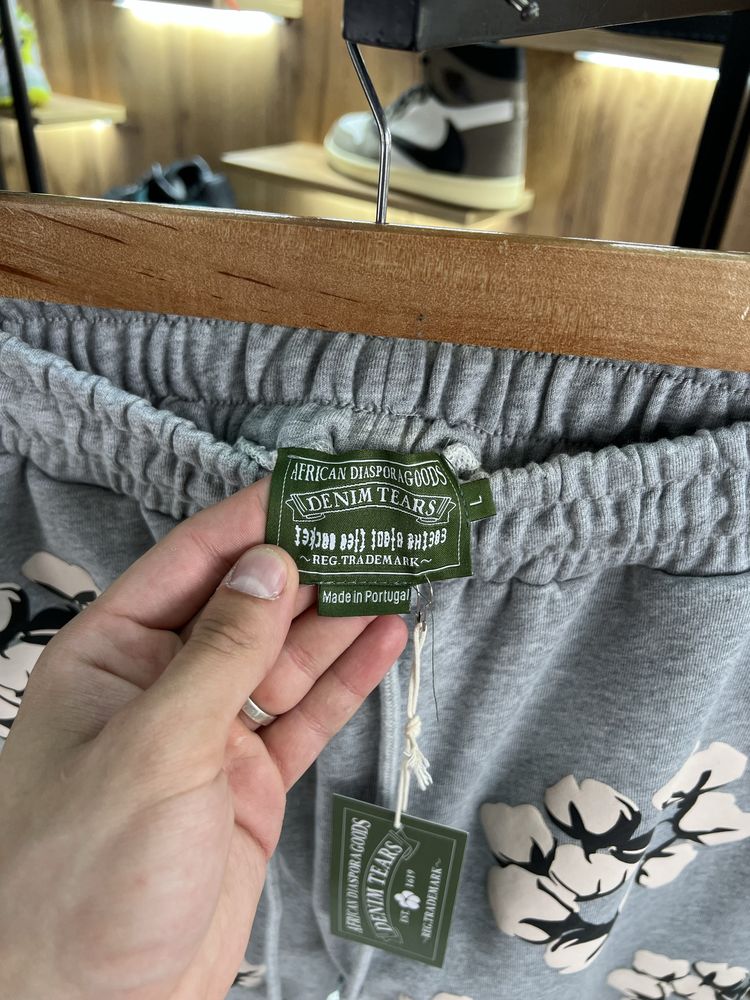 AFRICAN DIASPORA GOODS
DENIM TEARS
~REG. TRADEMARK~
L
Made in Portugal
AFRICAN DIASPORA GOODS
DENIM TEARS
EST. 1619
~REG. TRADEMARK~